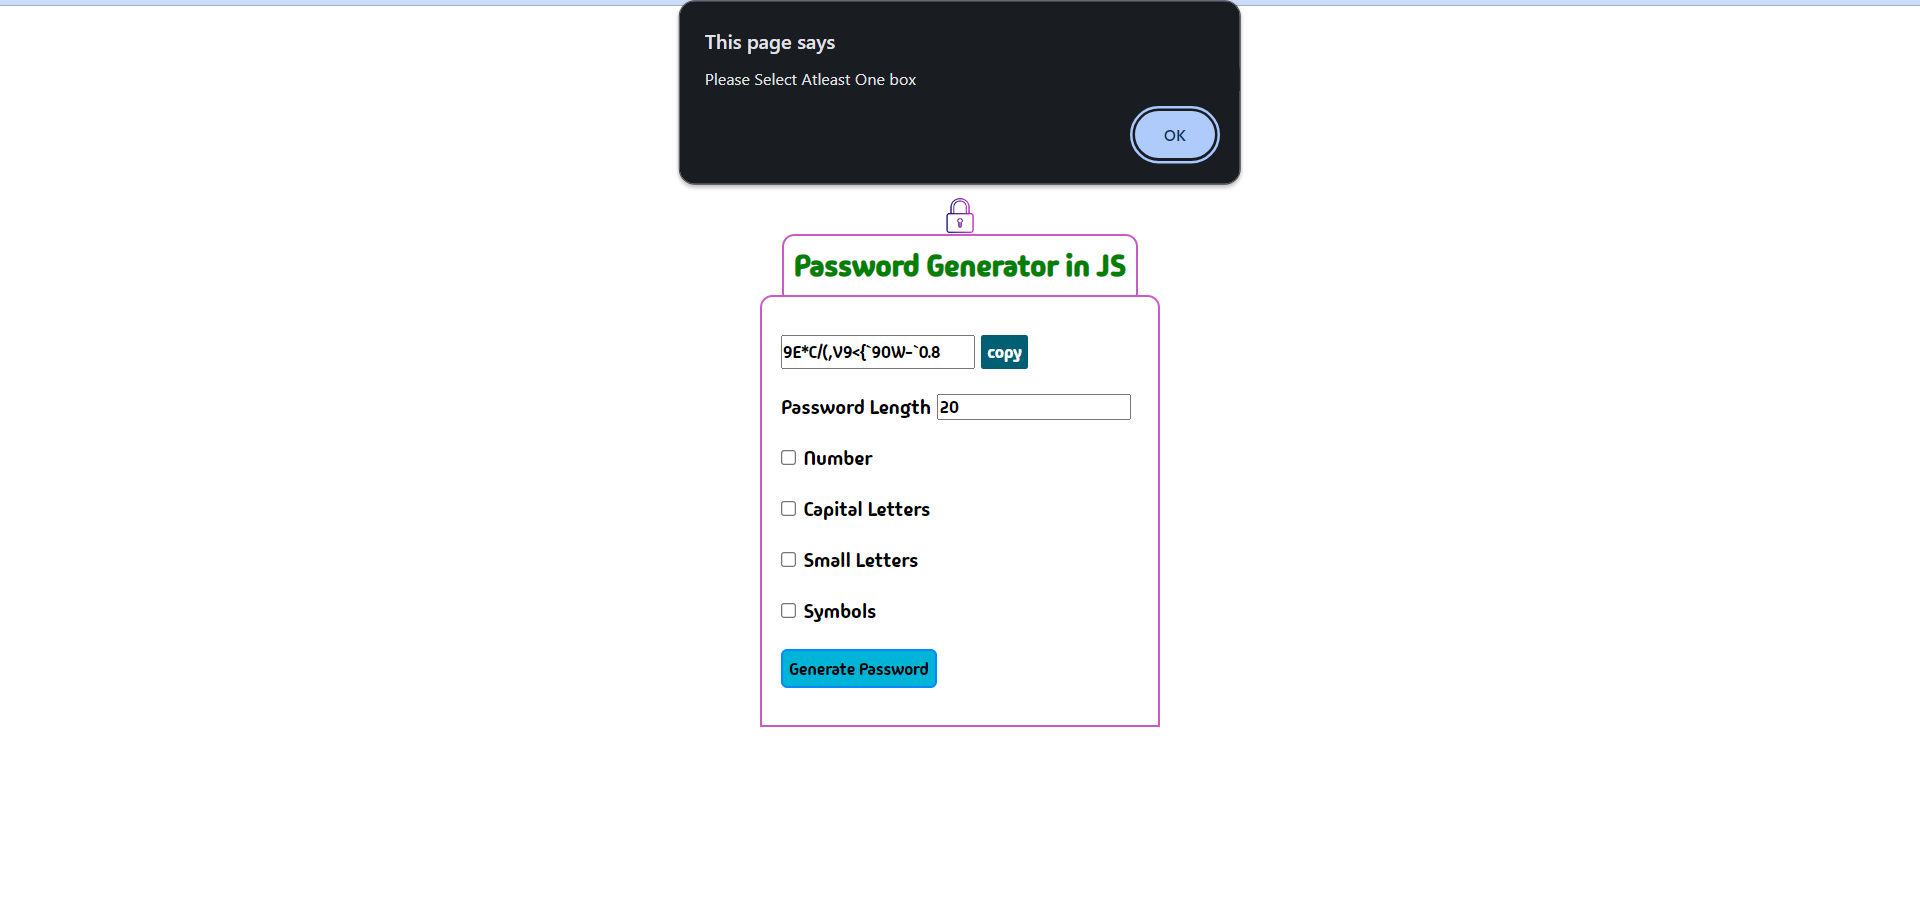 This page says
Please Select Atleast One box
OK
Password Generator in JS
9E*C/(,V9<{`90W-`0.8
copy
Password Length 20
Number
Capital Letters
Small Letters
Symbols
Generate Password